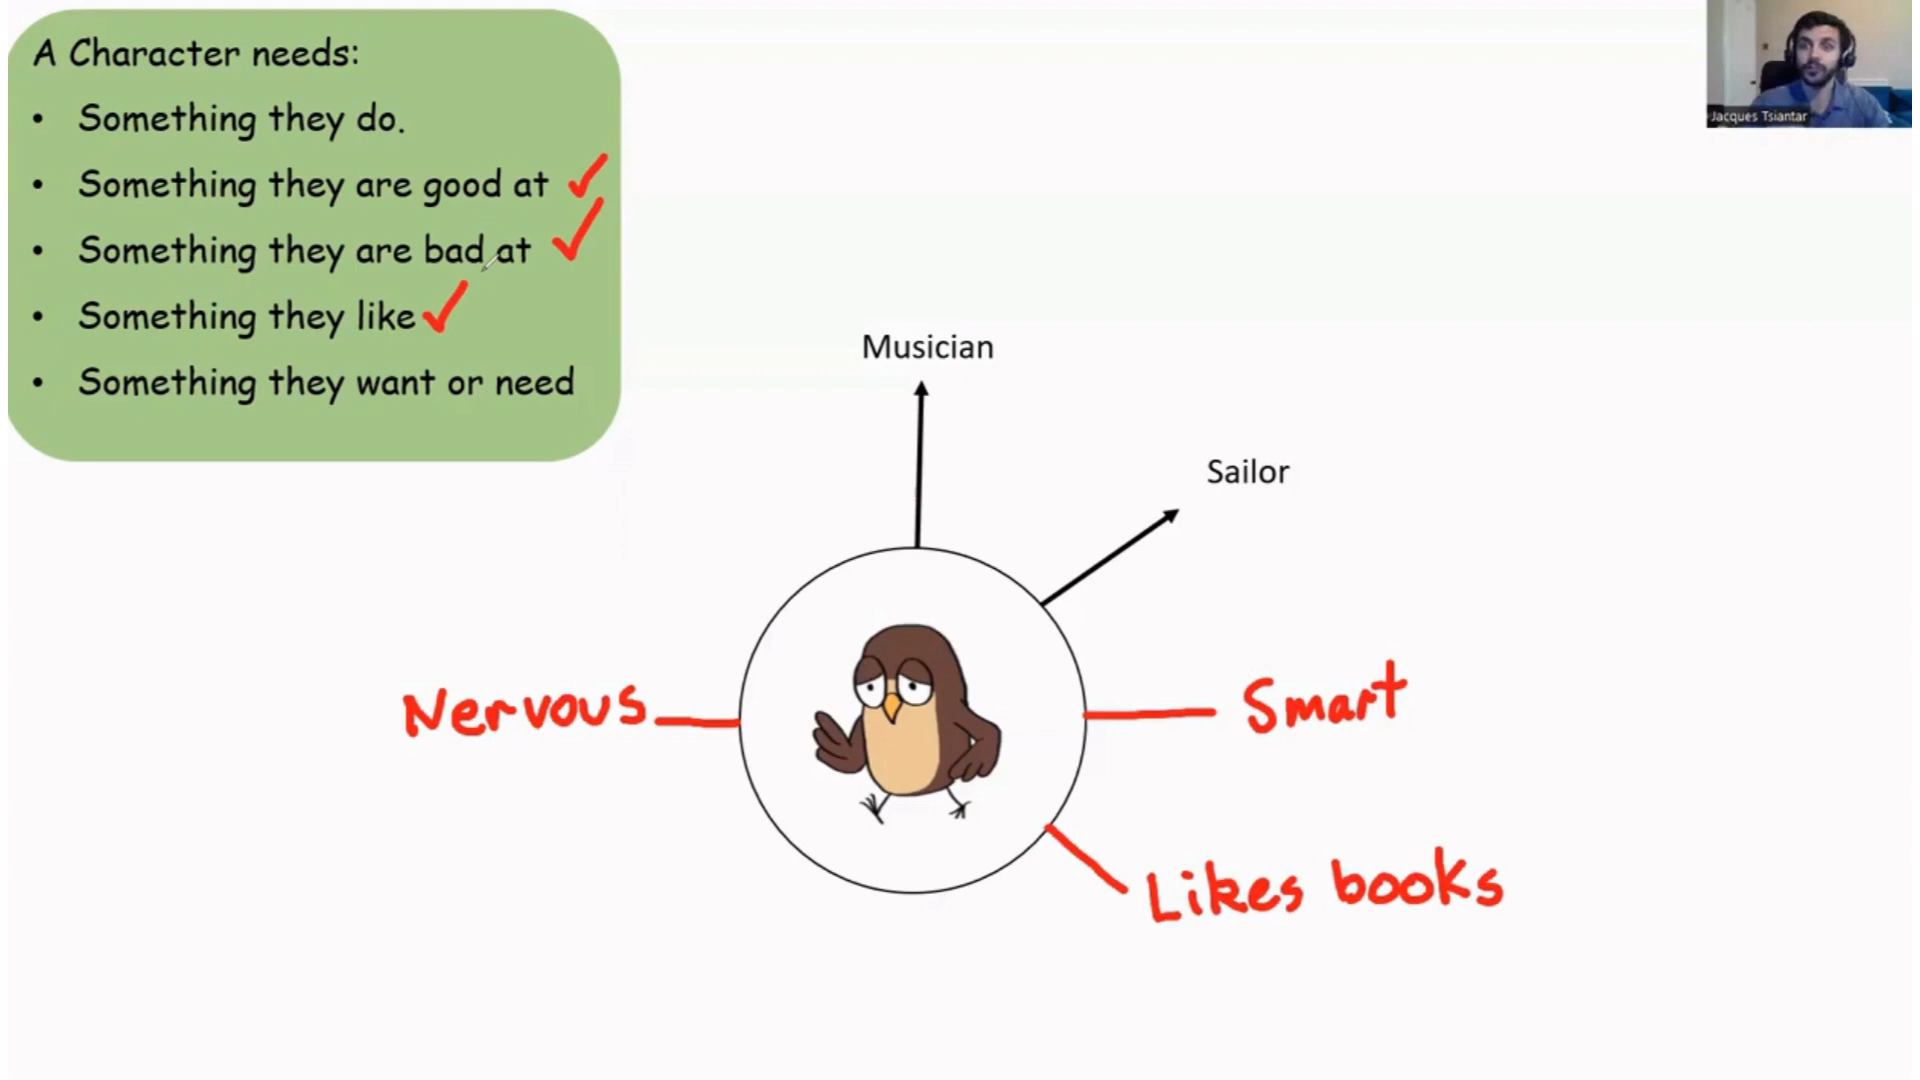 A Character needs:
• Something they do.
• Something they are good at
• Something they are bad at
• Something they like
• Something they want or need
Jacques Tsiantar
Musician
Sailor
Nervous
Smart
Likes books